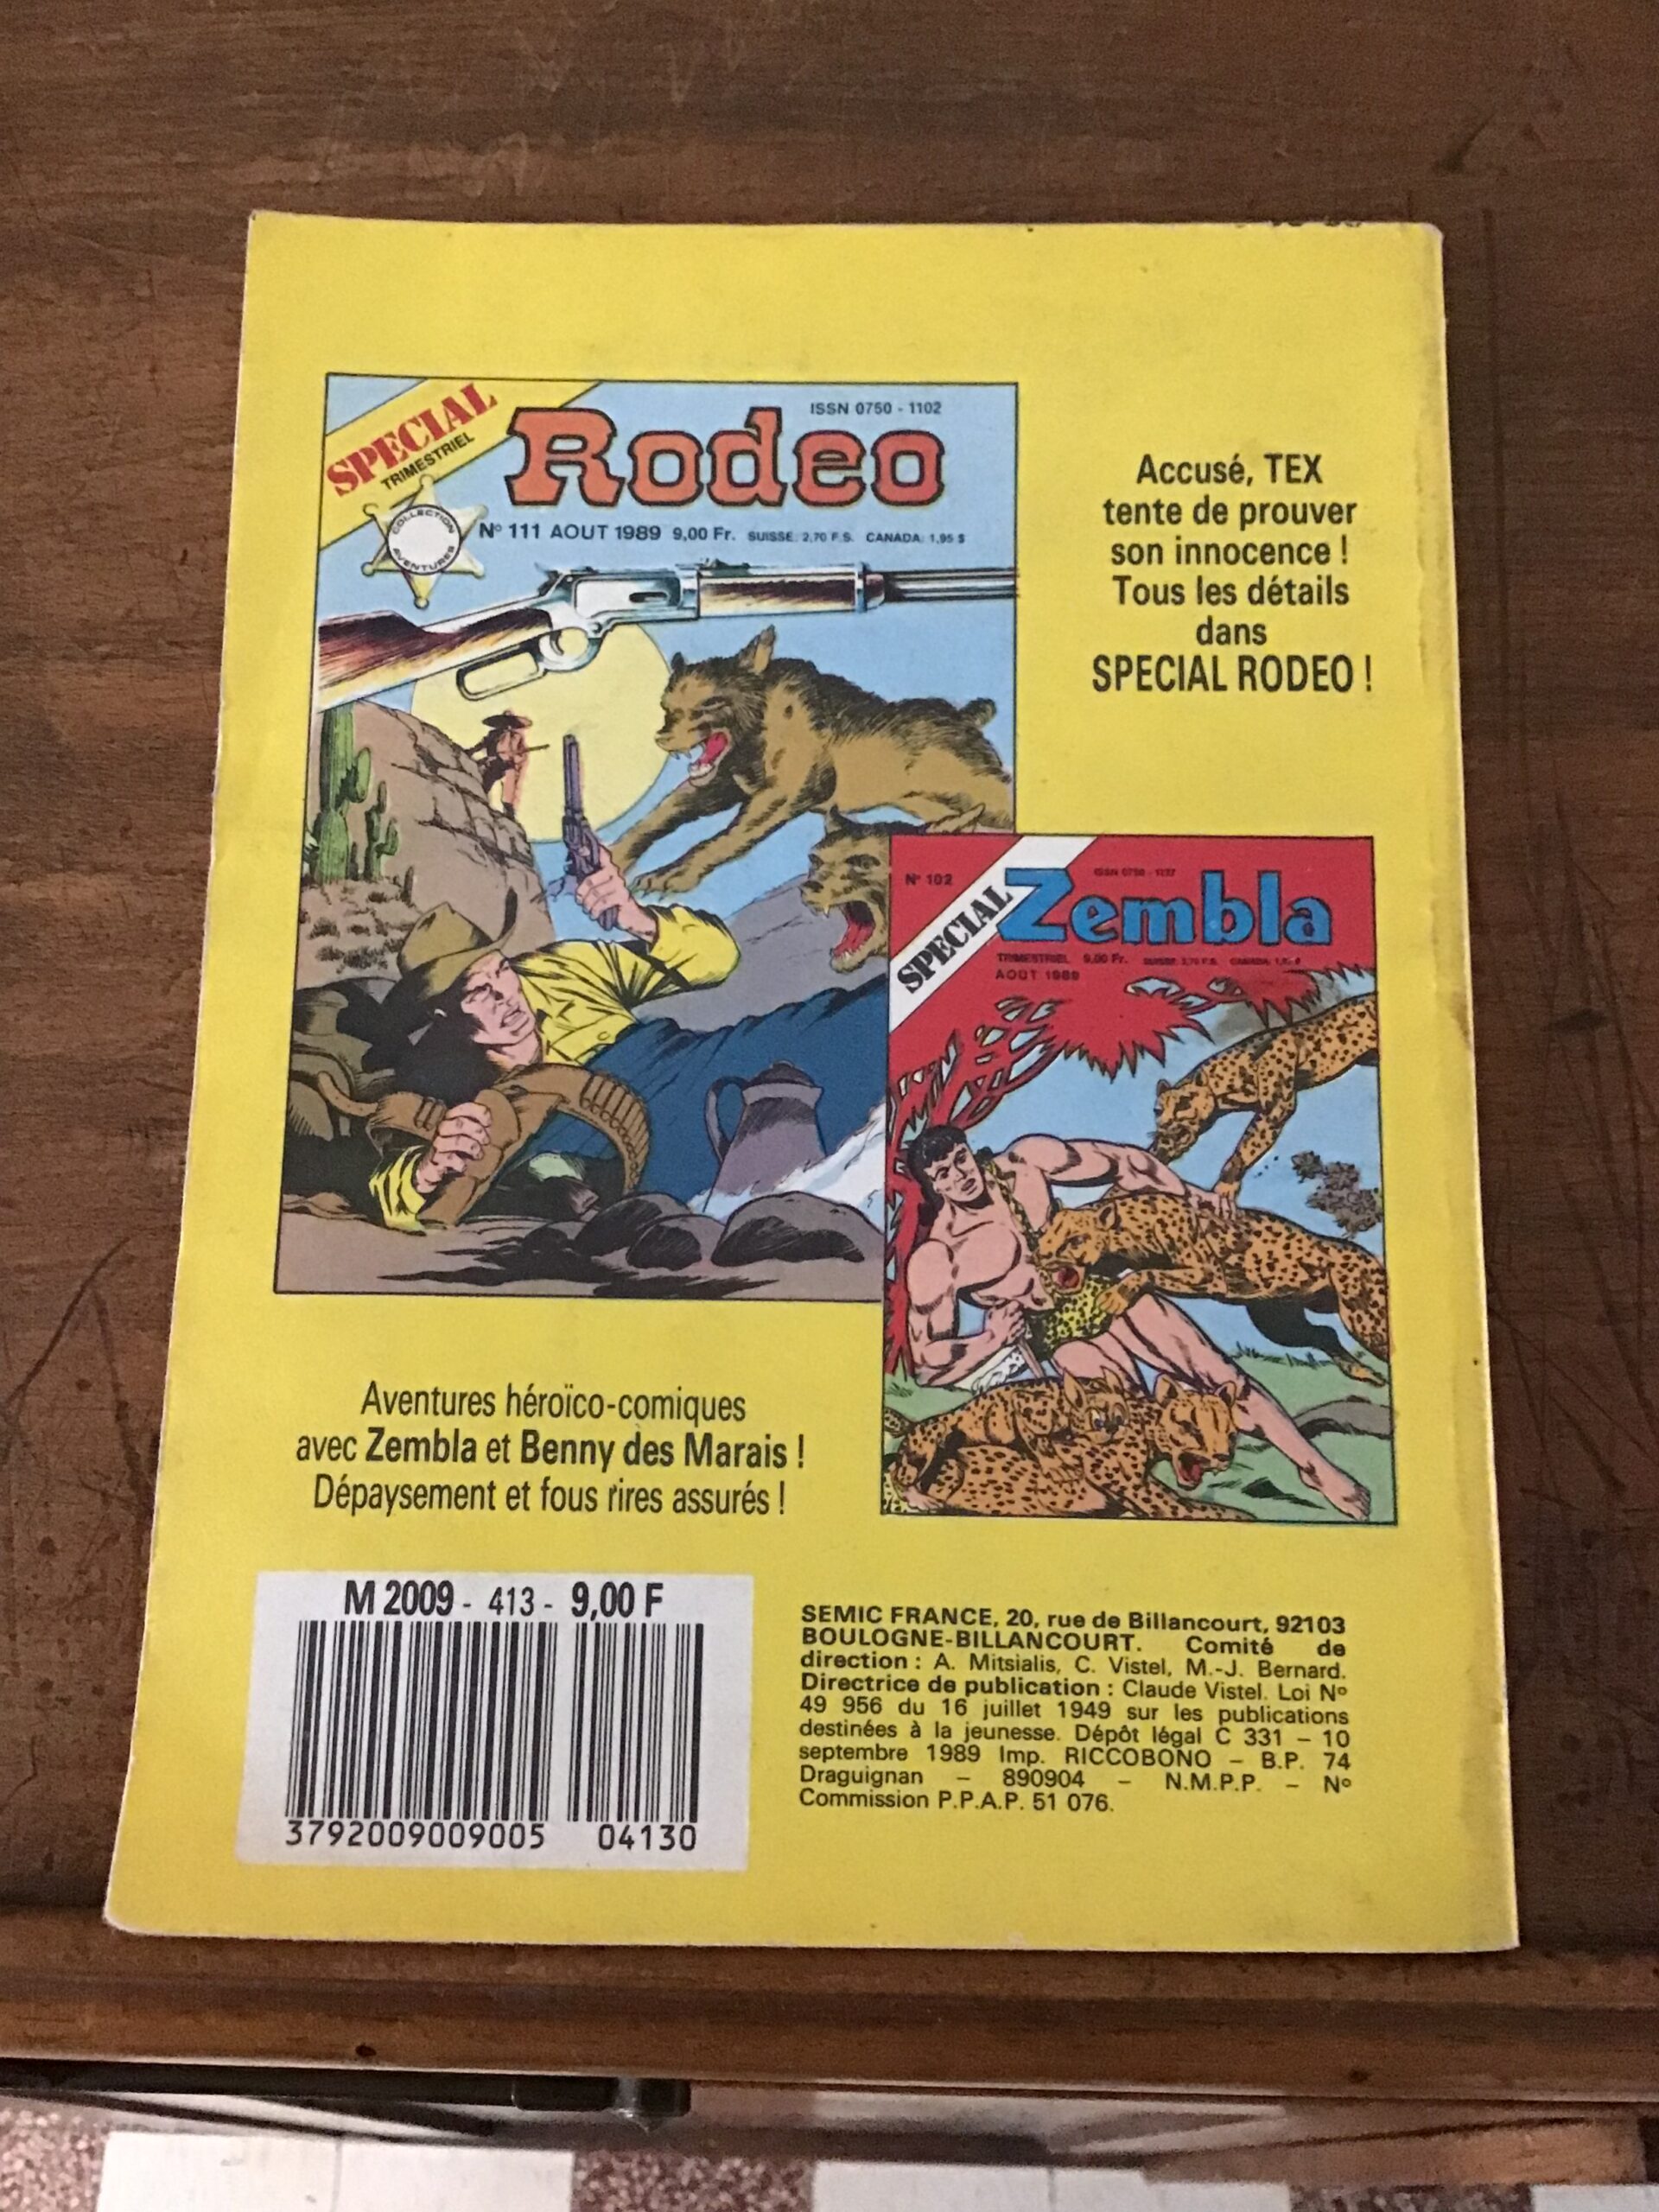 SPECIAL
TRIMESTRIEL
COLLECTION
AVENTURES
ISSN 0750 - 1102
Rodeo
N° 111 AOUT 1989 9,00 Fr. SUISSE: 2,70 F.S. CANADA: 1,95 $
Accusé, TEX
tente de prouver
son innocence !
Tous les détails
dans
SPECIAL RODEO !
N° 102
SPECIAL
Zembla
TRIMESTRIEL 9,00 Fr. SUISSE 2,70 F.S.
AOUT 1989
Aventures héroïco-comiques
avec Zembla et Benny des Marais !
Dépaysement et fous rires assurés !
M 2009 - 413 - 9,00 F
3792009009005 04130
SEMIC FRANCE, 20, rue de Billancourt, 92103
BOULOGNE-BILLANCOURT. Comité de
direction : A. Mitsialis, C. Vistel, M.-J. Bernard.
Directrice de publication : Claude Vistel. Loi N°
49 956 du 16 juillet 1949 sur les publications
destinées à la jeunesse. Dépôt légal C 331 – 10
septembre 1989 Imp. RICCOBONO – B.P. 74
Draguignan – 890904 – N.M.P.P. – N°
Commission P.P.A.P. 51 076.